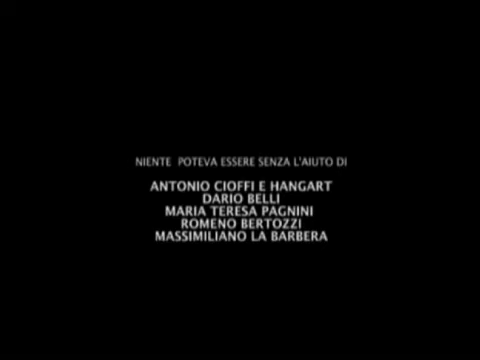 NIENTE POTEVA ESSERE SENZA L'AIUTO DI
ANTONIO CIOFFI E HANGART
DARIO BELLI
MARIA TERESA PAGNINI
ROMENO BERTOZZI
MASSIMILIANO LA BARBERA